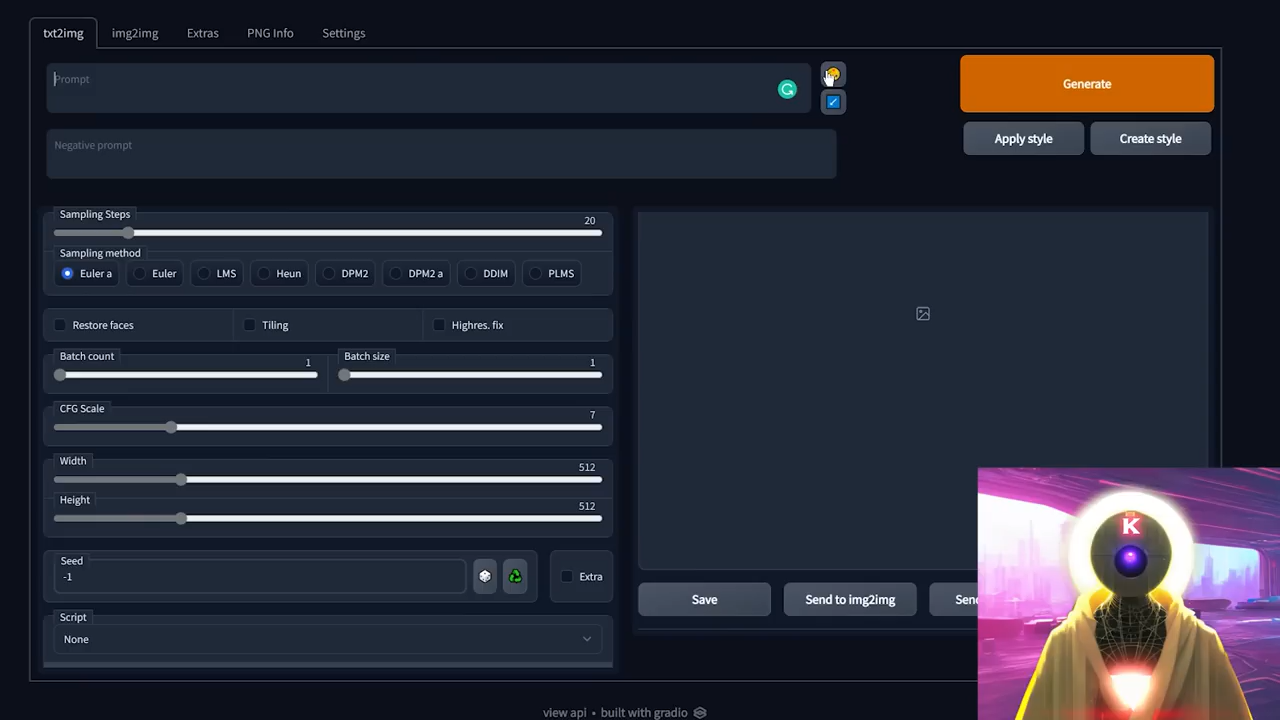 txt2img
img2img
Extras
PNG Info
Settings
Prompt
Generate
Apply style
Create style
Negative prompt
Sampling Steps
20
Sampling method
Euler a
Euler
LMS
Heun
DPM2
DPM2 a
DDIM
PLMS
Restore faces
Tiling
Highres. fix
Batch count
1
Batch size
1
CFG Scale
7
Width
512
Height
512
Seed
-1
Extra
Script
None
Save
Send to img2img
Sen
K
view api • built with gradio